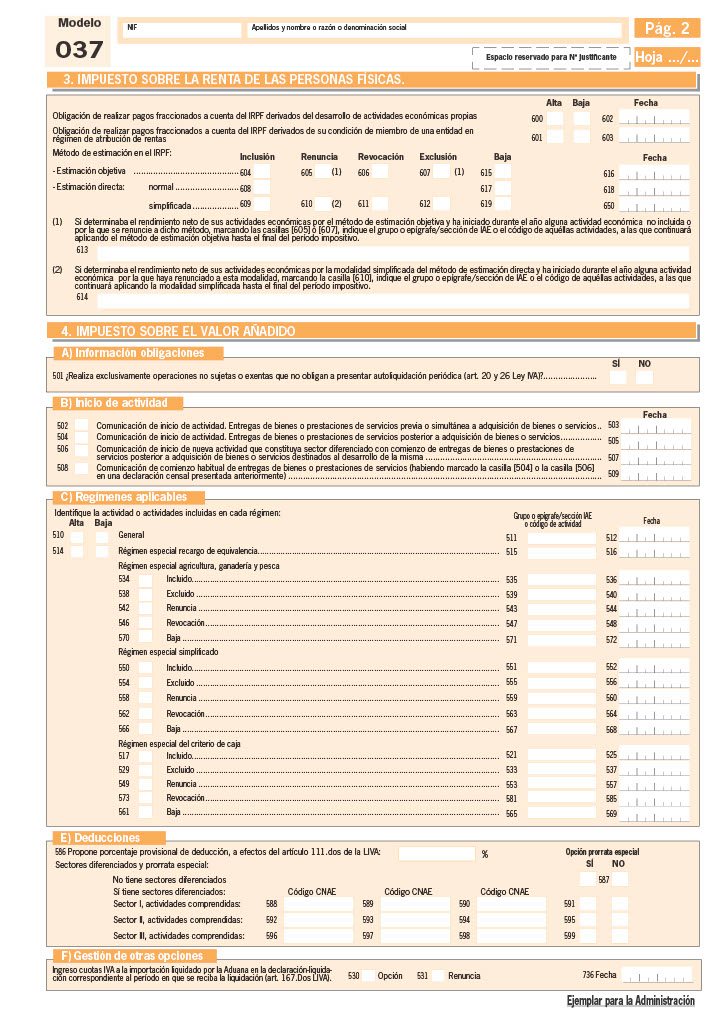 Modelo
037
NIF
Apellidos y nombre o razón o denominación social
Pág. 2
Espacio reservado para Nº justificante
Hoja .../...
3. IMPUESTO SOBRE LA RENTA DE LAS PERSONAS FÍSICAS.
Alta Baja Fecha
Obligación de realizar pagos fraccionados a cuenta del IRPF derivados del desarrollo de actividades económicas propias 600 602
Obligación de realizar pagos fraccionados a cuenta del IRPF derivados de su condición de miembro de una entidad en
régimen de atribución de rentas 601 603
Método de estimación en el IRPF:
Inclusión Renuncia Revocación Exclusión Baja Fecha
- Estimación objetiva 604 605 (1) 606 607 (1) 615 616
- Estimación directa: normal 608 617 618
simplificada 609 610 (2) 611 612 619 650
(1) Si determinaba el rendimiento neto de sus actividades económicas por el método de estimación objetiva y ha iniciado durante el año alguna actividad económica no incluida o
por la que se renuncie a dicho método, marcando las casillas [605] ó [607], indique el grupo o epígrafe/sección de IAE o el código de aquéllas actividades, a las que continuará
aplicando el método de estimación objetiva hasta el final del período impositivo.
613
(2) Si determinaba el rendimiento neto de sus actividades económicas por la modalidad simplificada del método de estimación directa y ha iniciado durante el año alguna actividad
económica por la que haya renunciado a esta modalidad, marcando la casilla [610], indique el grupo o epígrafe/sección de IAE o el código de aquéllas actividades, a las que
continuará aplicando la modalidad simplificada hasta el final del período impositivo.
614
4. IMPUESTO SOBRE EL VALOR AÑADIDO
A) Información obligaciones
SÍ NO
501 ¿Realiza exclusivamente operaciones no sujetas o exentas que no obligan a presentar autoliquidación periódica (art. 20 y 26 Ley IVA)?
B) Inicio de actividad
Fecha
502 Comunicación de inicio de actividad. Entregas de bienes o prestaciones de servicios previa o simultánea a adquisición de bienes o servicios.. 503
504 Comunicación de inicio de actividad. Entregas de bienes o prestaciones de servicios posterior a adquisición de bienes o servicios 505
506 Comunicación de inicio de nueva actividad que constituya sector diferenciado con comienzo de entregas de bienes o prestaciones de
servicios posterior a adquisición de bienes o servicios destinados al desarrollo de la misma 507
508 Comunicación de comienzo habitual de entregas de bienes o prestaciones de servicios (habiendo marcado la casilla [504] o la casilla [506]
en una declaración censal presentada anteriormente) 509
C) Regímenes aplicables
Identifique la actividad o actividades incluidas en cada régimen:
Alta Baja
Grupo o epígrafe/sección IAE
o código de actividad
Fecha
510 General 511 512
514 Régimen especial recargo de equivalencia 515 516
Régimen especial agricultura, ganadería y pesca
534 Incluido 535 536
538 Excluido 539 540
542 Renuncia 543 544
546 Revocación 547 548
570 Baja 571 572
Régimen especial simplificado
550 Incluido 551 552
554 Excluido 555 556
558 Renuncia 559 560
562 Revocación 563 564
566 Baja 567 568
Régimen especial del criterio de caja
517 Incluido 521 525
529 Excluido 533 537
549 Renuncia 553 557
573 Revocación 581 585
561 Baja 565 569
E) Deducciones
586 Propone porcentaje provisional de deducción, a efectos del artículo 111.dos de la LIVA: %
Opción prorrata especial
Sectores diferenciados y prorrata especial:
SÍ NO
No tiene sectores diferenciados 587
Sí tiene sectores diferenciados: Código CNAE Código CNAE Código CNAE
Sector I, actividades comprendidas: 588 589 590 591
Sector II, actividades comprendidas: 592 593 594 595
Sector III, actividades comprendidas: 596 597 598 599
F) Gestión de otras opciones
Ingreso cuotas IVA a la importación liquidado por la Aduana en la declaración-liquida-
ción correspondiente al período en que se reciba la liquidación (art. 167.Dos LIVA). 530 Opción 531 Renuncia 736 Fecha
Ejemplar para la Administración